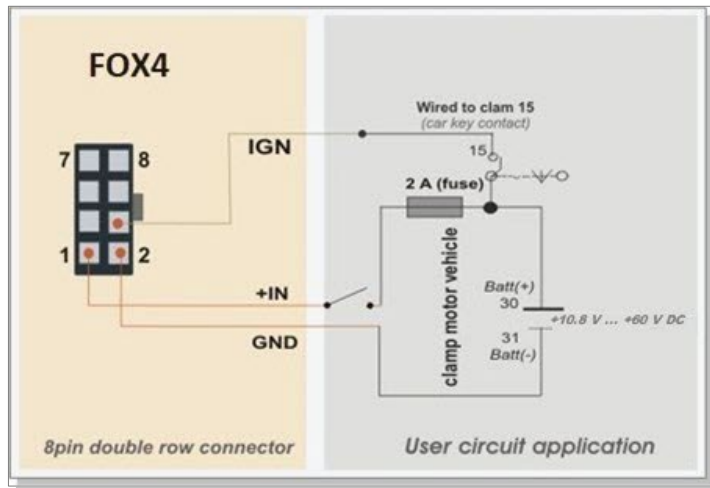 FOX4
Wired to clam 15
(car key contact)
IGN
15
7 8
2 A (fuse)
1 2
clamp motor vehicle
+IN
Batt(+)
30
+10.8 V ... +60 V DC
31
Batt(-)
GND
8pin double row connector
User circuit application